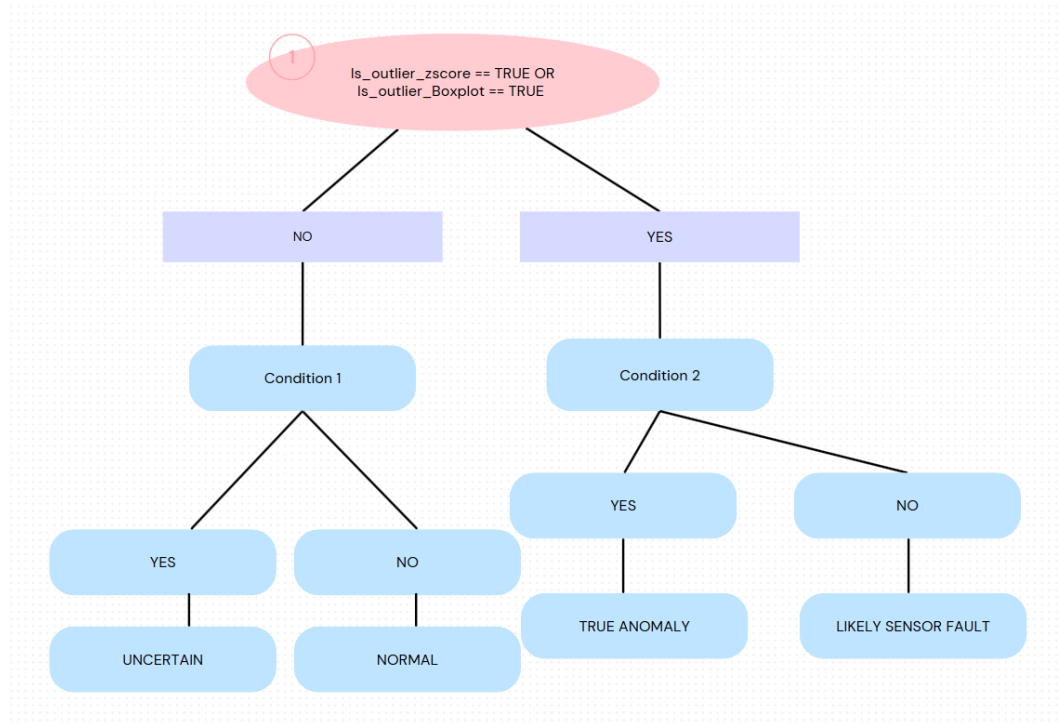 1
Is_outlier_zscore == TRUE OR
Is_outlier_Boxplot == TRUE
NO
YES
Condition 1
Condition 2
YES
NO
YES
NO
TRUE ANOMALY
LIKELY SENSOR FAULT
UNCERTAIN
NORMAL